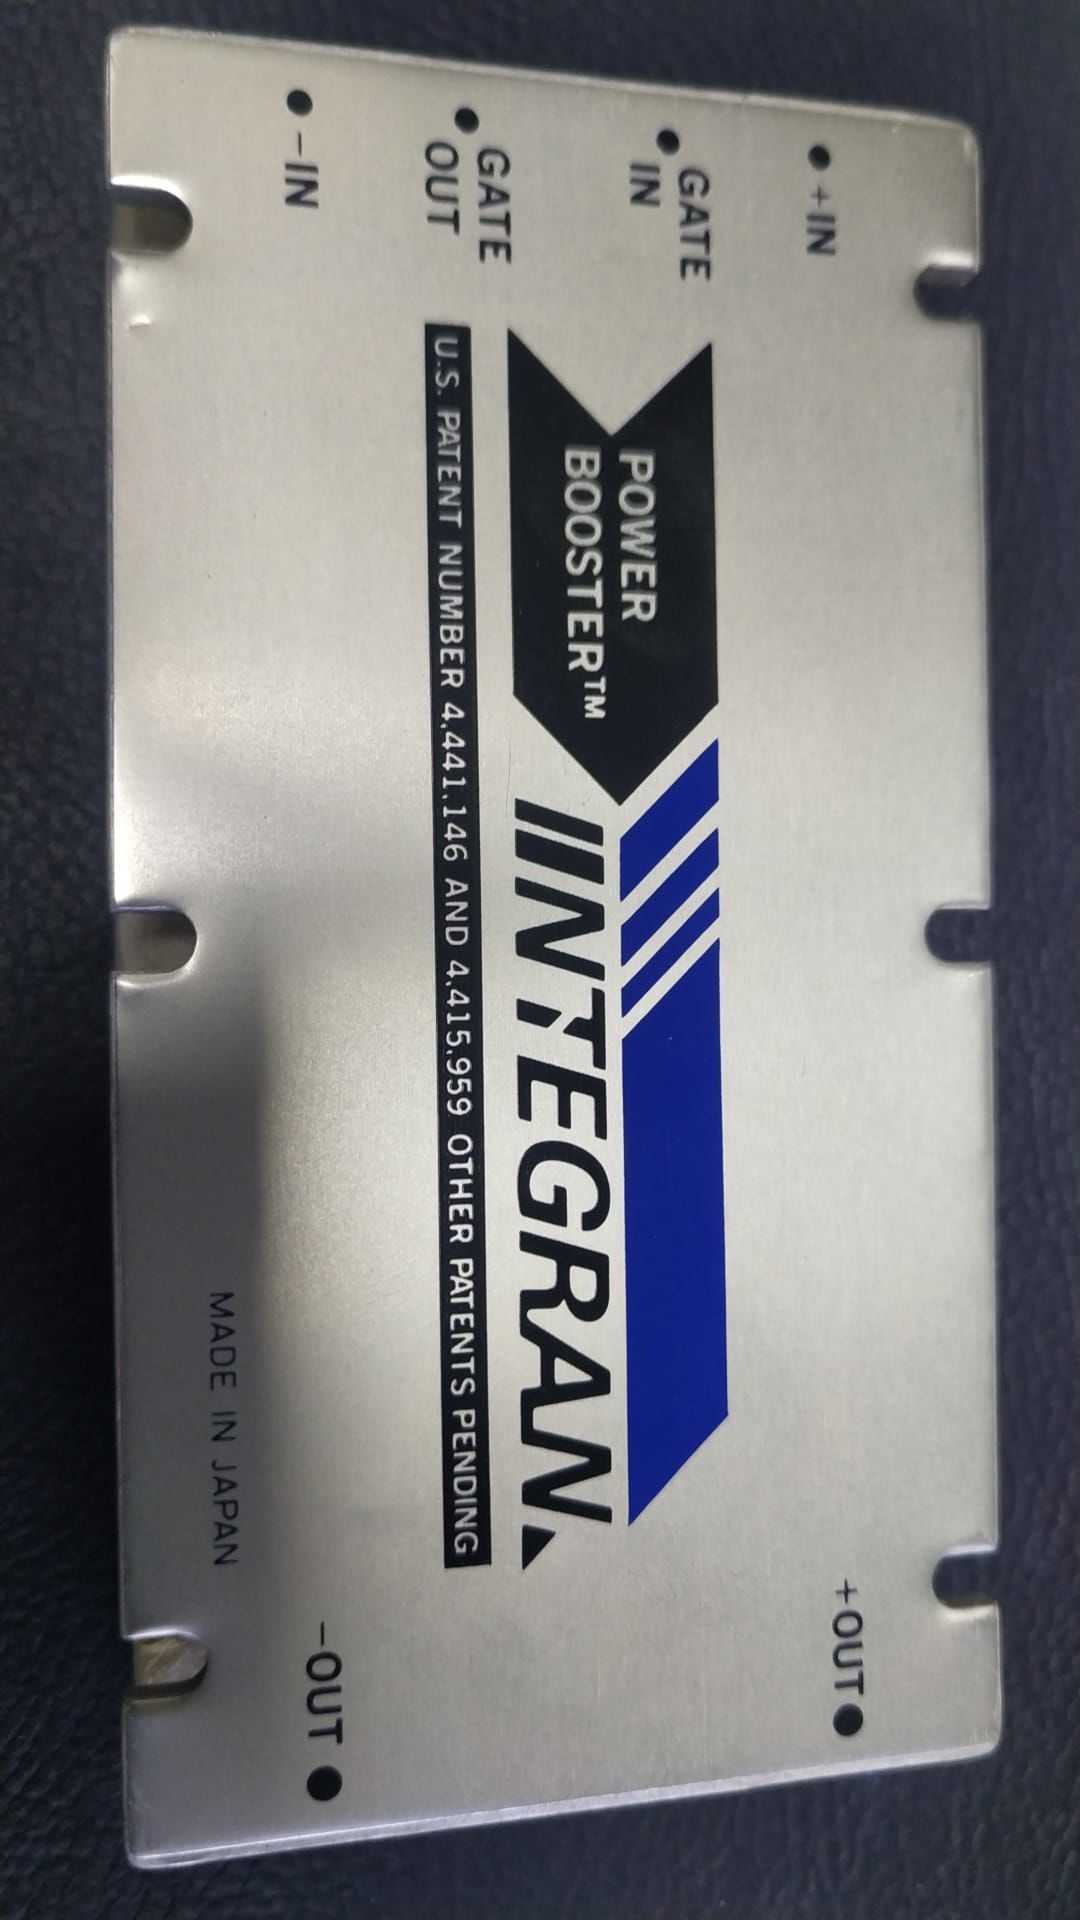 +IN
GATE
IN
GATE
OUT
-IN
POWER
BOOSTER™
INTEGRAN
U.S. PATENT NUMBER 4.441.146 AND 4.415.959 OTHER PATENTS PENDING
+OUT
-OUT
MADE IN JAPAN